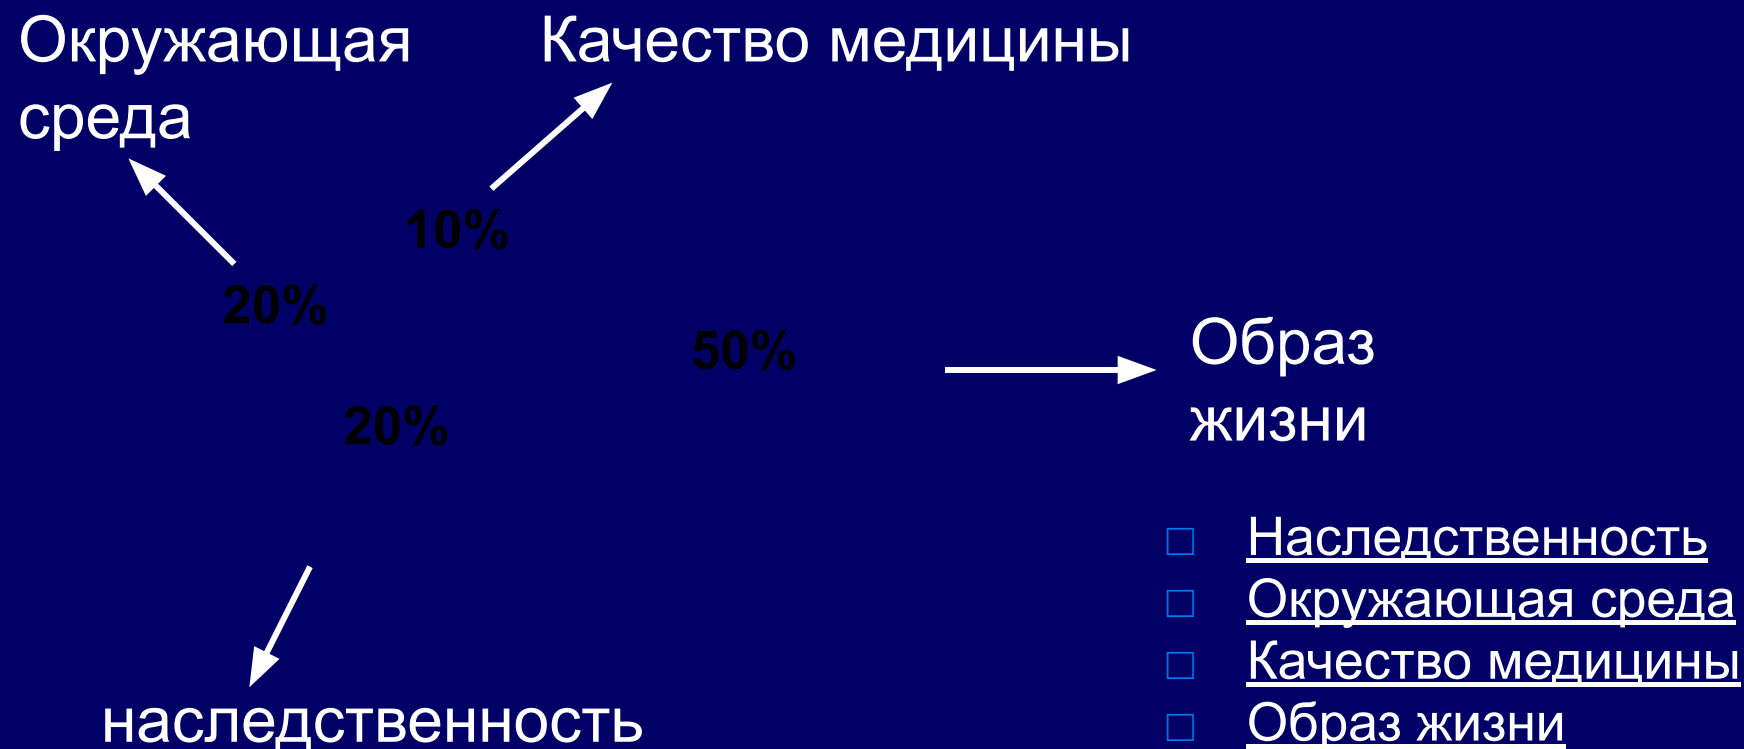 Окружающая
среда
Качество медицины
10%
20%
50%
20%
Образ
жизни
наследственность
Наследственность
Окружающая среда
Качество медицины
Образ жизни